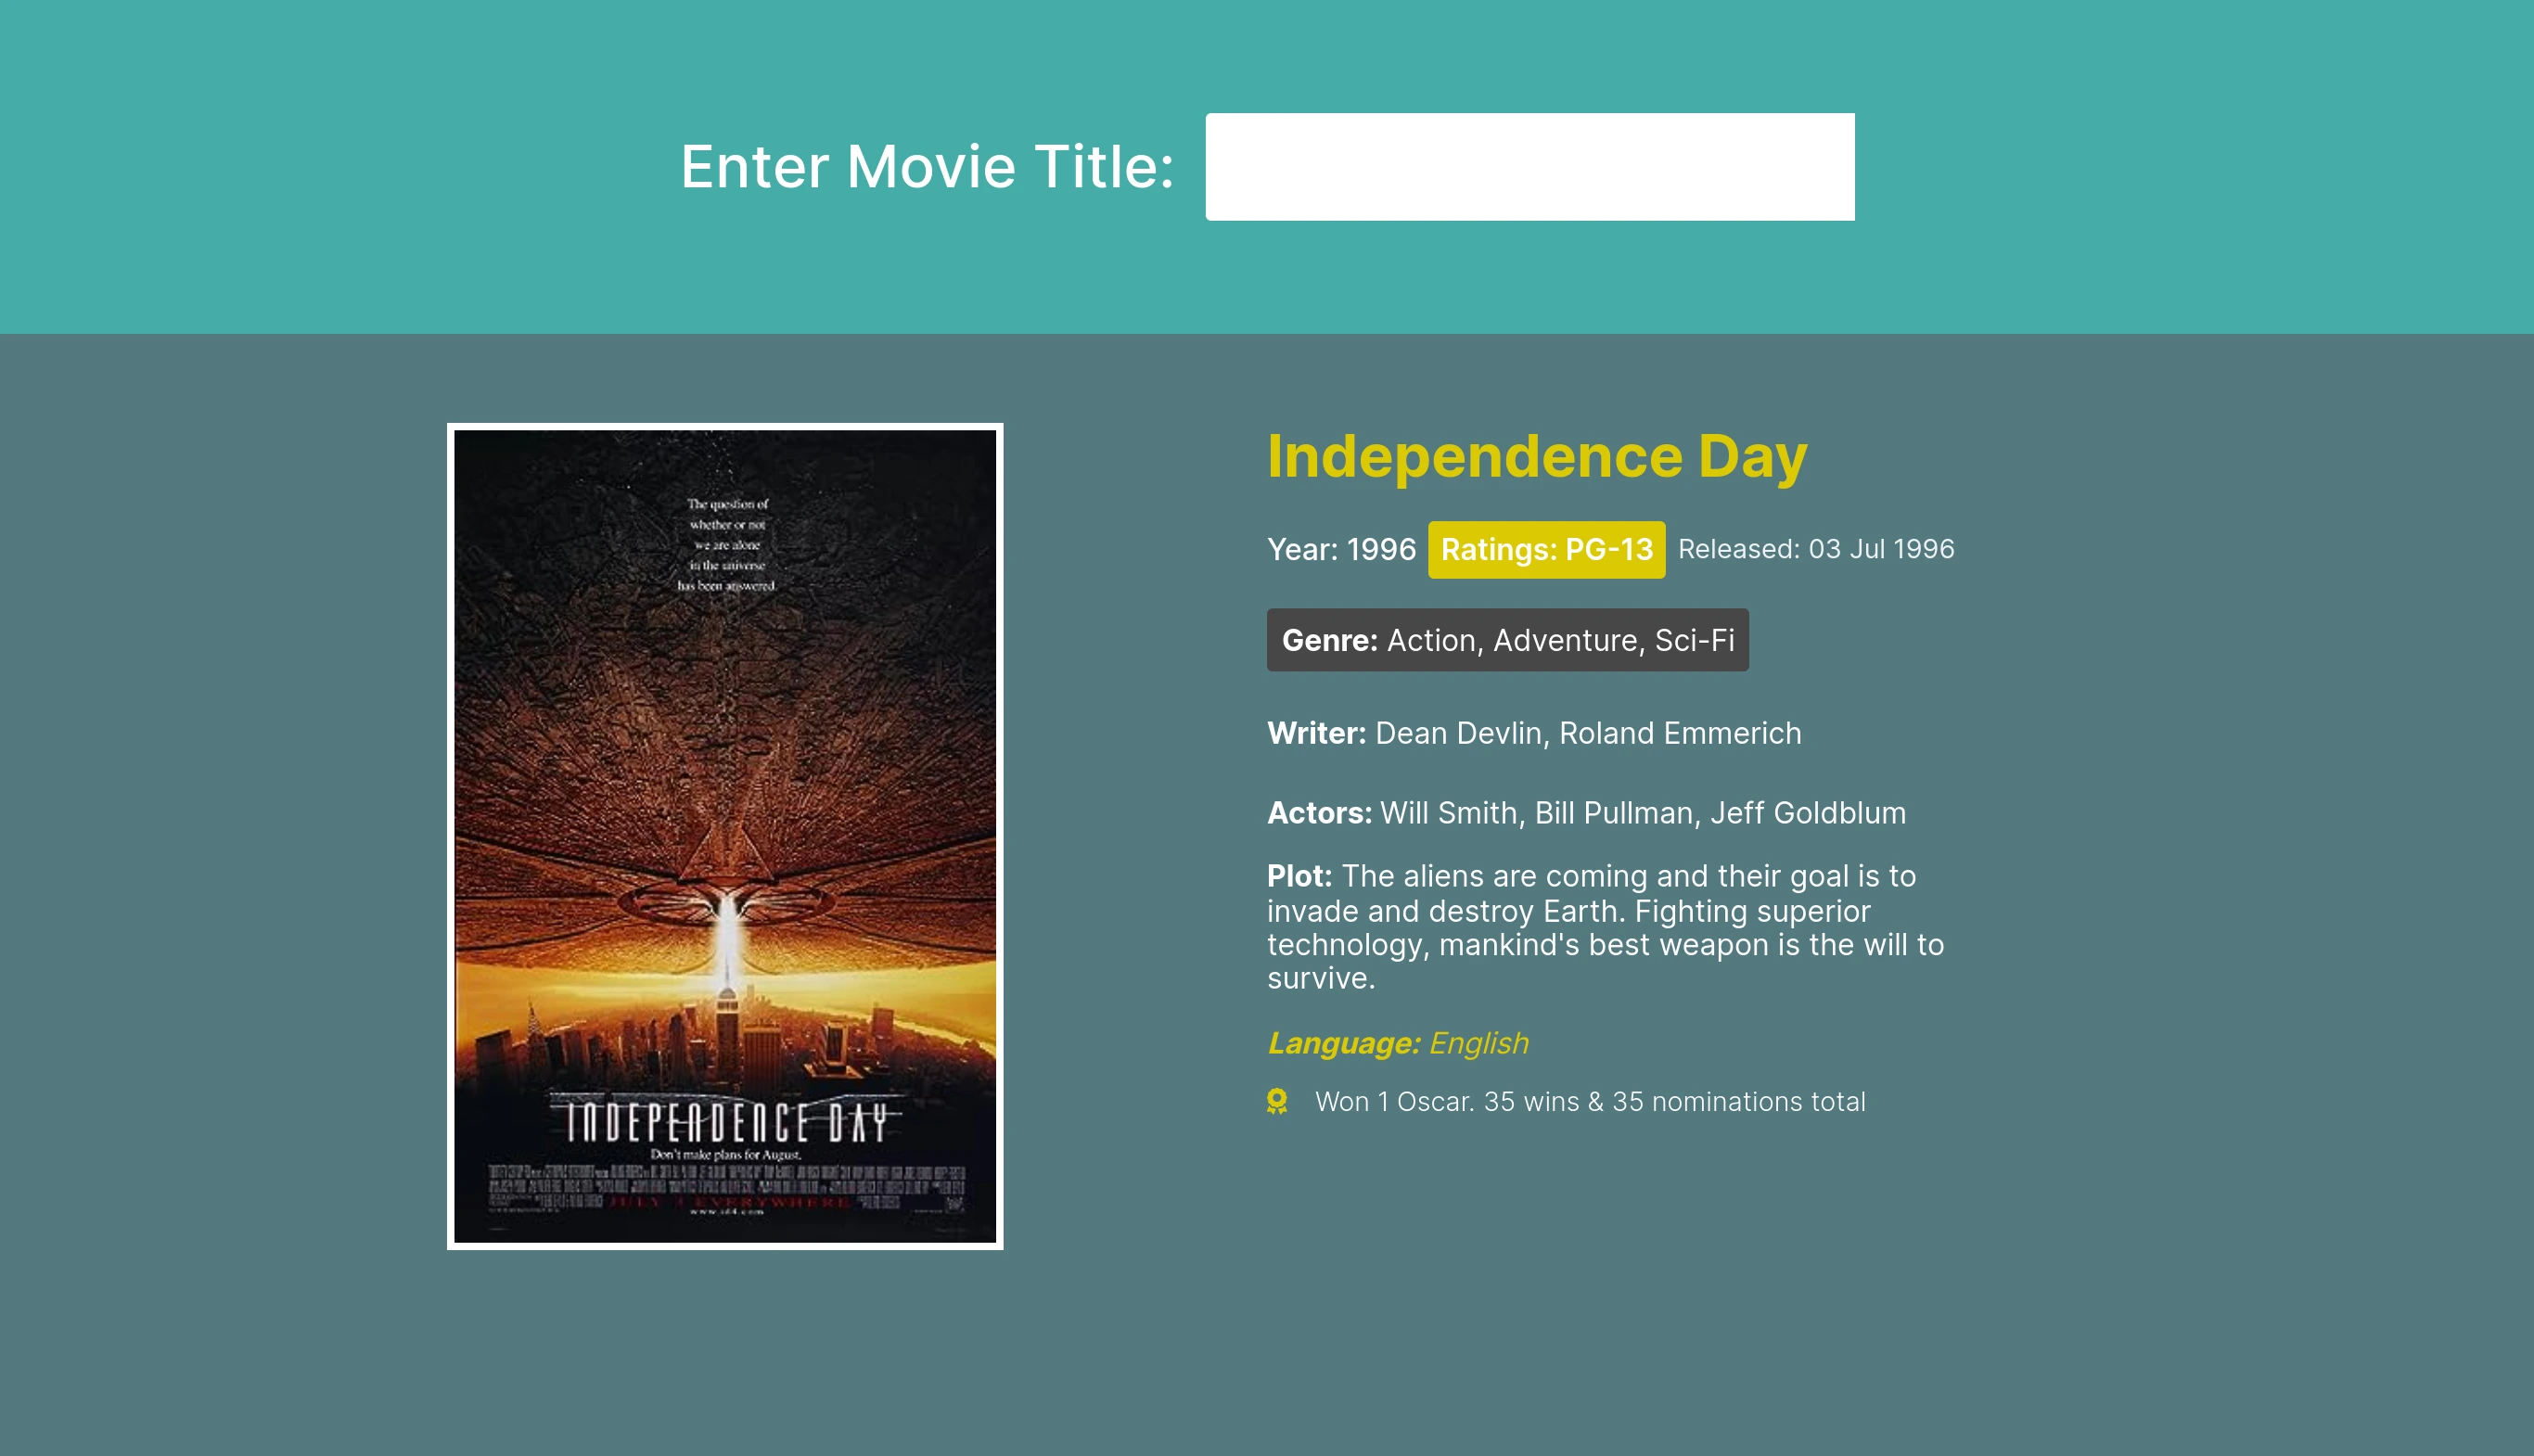 Enter Movie Title:
The question of
whether or not
we are alone
in the universe
has been answered.
INDEPENDENCE DAY
Don't make plans for August.
JULY 3 EVERYWHERE
www.id4.com
Independence Day
Year: 1996 Ratings: PG-13 Released: 03 Jul 1996
Genre: Action, Adventure, Sci-Fi
Writer: Dean Devlin, Roland Emmerich
Actors: Will Smith, Bill Pullman, Jeff Goldblum
Plot: The aliens are coming and their goal is to
invade and destroy Earth. Fighting superior
technology, mankind's best weapon is the will to
survive.
Language: English
Won 1 Oscar. 35 wins & 35 nominations total